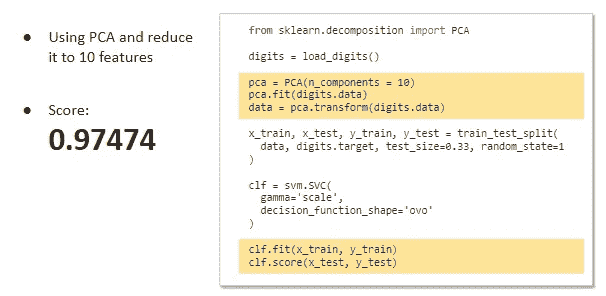 ● Using PCA and reduce
it to 10 features
● Score:
0.97474
from sklearn.decomposition import PCA
digits = load_digits()
pca = PCA(n_components = 10)
pca.fit(digits.data)
data = pca.transform(digits.data)
x_train, x_test, y_train, y_test = train_test_split(
  data, digits.target, test_size=0.33, random_state=1
)
clf = svm.SVC(
  gamma='scale',
  decision_function_shape='ovo'
)
clf.fit(x_train, y_train)
clf.score(x_test, y_test)